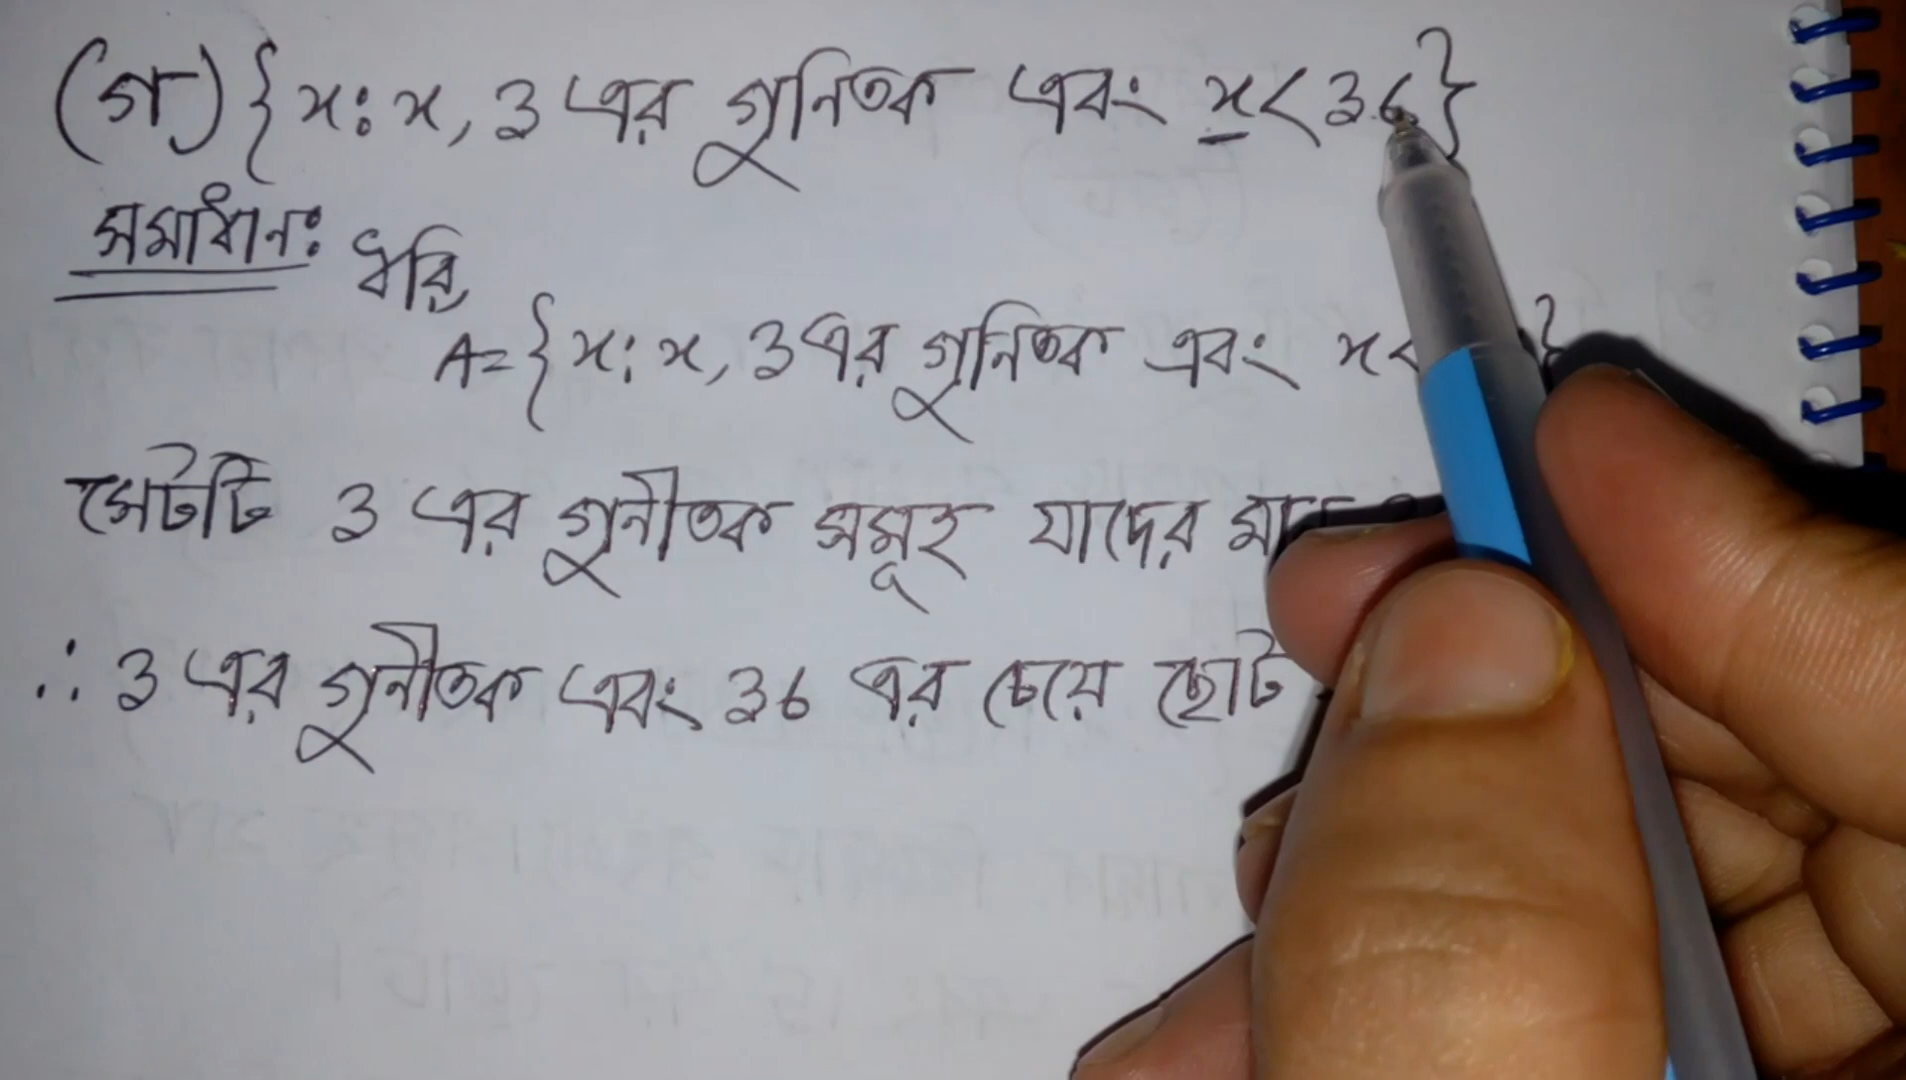 (গ) {x: x, 3 এর গুনিতক এবং x < 36}
সমাধান: ধরি,
A = {x: x, 3 এর গুনিতক এবং x < }
সেটটি 3 এর গুনীতক সমূহ যাদের
∴ 3 এর গুনীতক এবং 36 এর চেয়ে ছোট